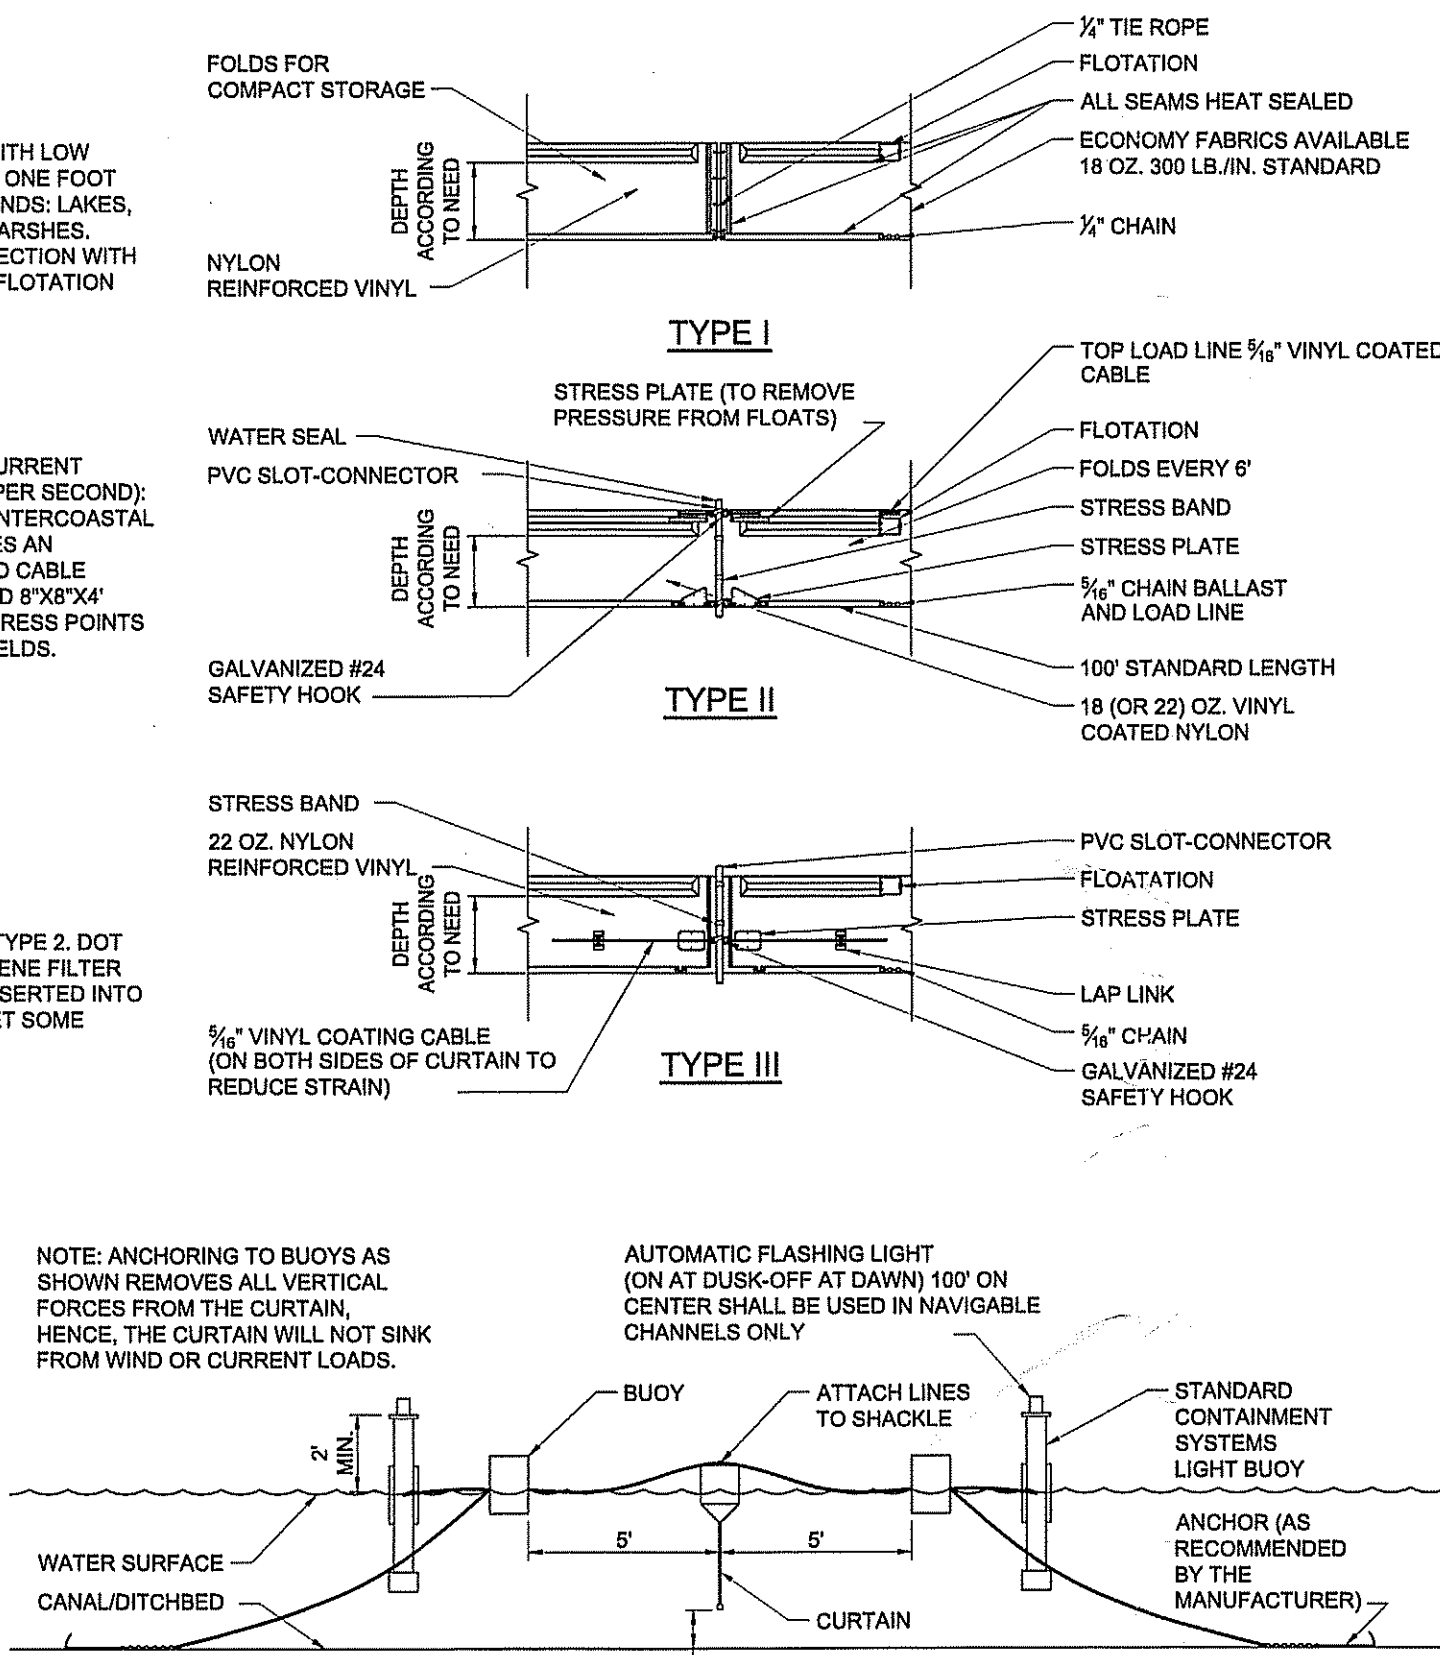 ITH LOW
ONE FOOT
NDS: LAKES,
ARSHES.
ECTION WITH
FLOTATION
FOLDS FOR
COMPACT STORAGE
DEPTH
ACCORDING
TO NEED
NYLON
REINFORCED VINYL
¼" TIE ROPE
FLOTATION
ALL SEAMS HEAT SEALED
ECONOMY FABRICS AVAILABLE
18 OZ. 300 LB./IN. STANDARD
¼" CHAIN
TYPE I
URRENT
PER SECOND):
NTERCOASTAL
ES AN
D CABLE
D 8"X8"X4'
RESS POINTS
ELDS.
STRESS PLATE (TO REMOVE
PRESSURE FROM FLOATS)
WATER SEAL
PVC SLOT-CONNECTOR
DEPTH
ACCORDING
TO NEED
GALVANIZED #24
SAFETY HOOK
TOP LOAD LINE 5/16" VINYL COATED
CABLE
FLOTATION
FOLDS EVERY 6'
STRESS BAND
STRESS PLATE
5/16" CHAIN BALLAST
AND LOAD LINE
100' STANDARD LENGTH
18 (OR 22) OZ. VINYL
COATED NYLON
TYPE II
TYPE 2. DOT
ENE FILTER
SERTED INTO
ET SOME
STRESS BAND
22 OZ. NYLON
REINFORCED VINYL
DEPTH
ACCORDING
TO NEED
5/16" VINYL COATING CABLE
(ON BOTH SIDES OF CURTAIN TO
REDUCE STRAIN)
PVC SLOT-CONNECTOR
FLOATATION
STRESS PLATE
LAP LINK
5/16" CHAIN
GALVANIZED #24
SAFETY HOOK
TYPE III
NOTE: ANCHORING TO BUOYS AS
SHOWN REMOVES ALL VERTICAL
FORCES FROM THE CURTAIN,
HENCE, THE CURTAIN WILL NOT SINK
FROM WIND OR CURRENT LOADS.
AUTOMATIC FLASHING LIGHT
(ON AT DUSK-OFF AT DAWN) 100' ON
CENTER SHALL BE USED IN NAVIGABLE
CHANNELS ONLY
BUOY
ATTACH LINES
TO SHACKLE
STANDARD
CONTAINMENT
SYSTEMS
LIGHT BUOY
2'
MIN.
5'
5'
WATER SURFACE
CANAL/DITCHBED
CURTAIN
ANCHOR (AS
RECOMMENDED
BY THE
MANUFACTURER)